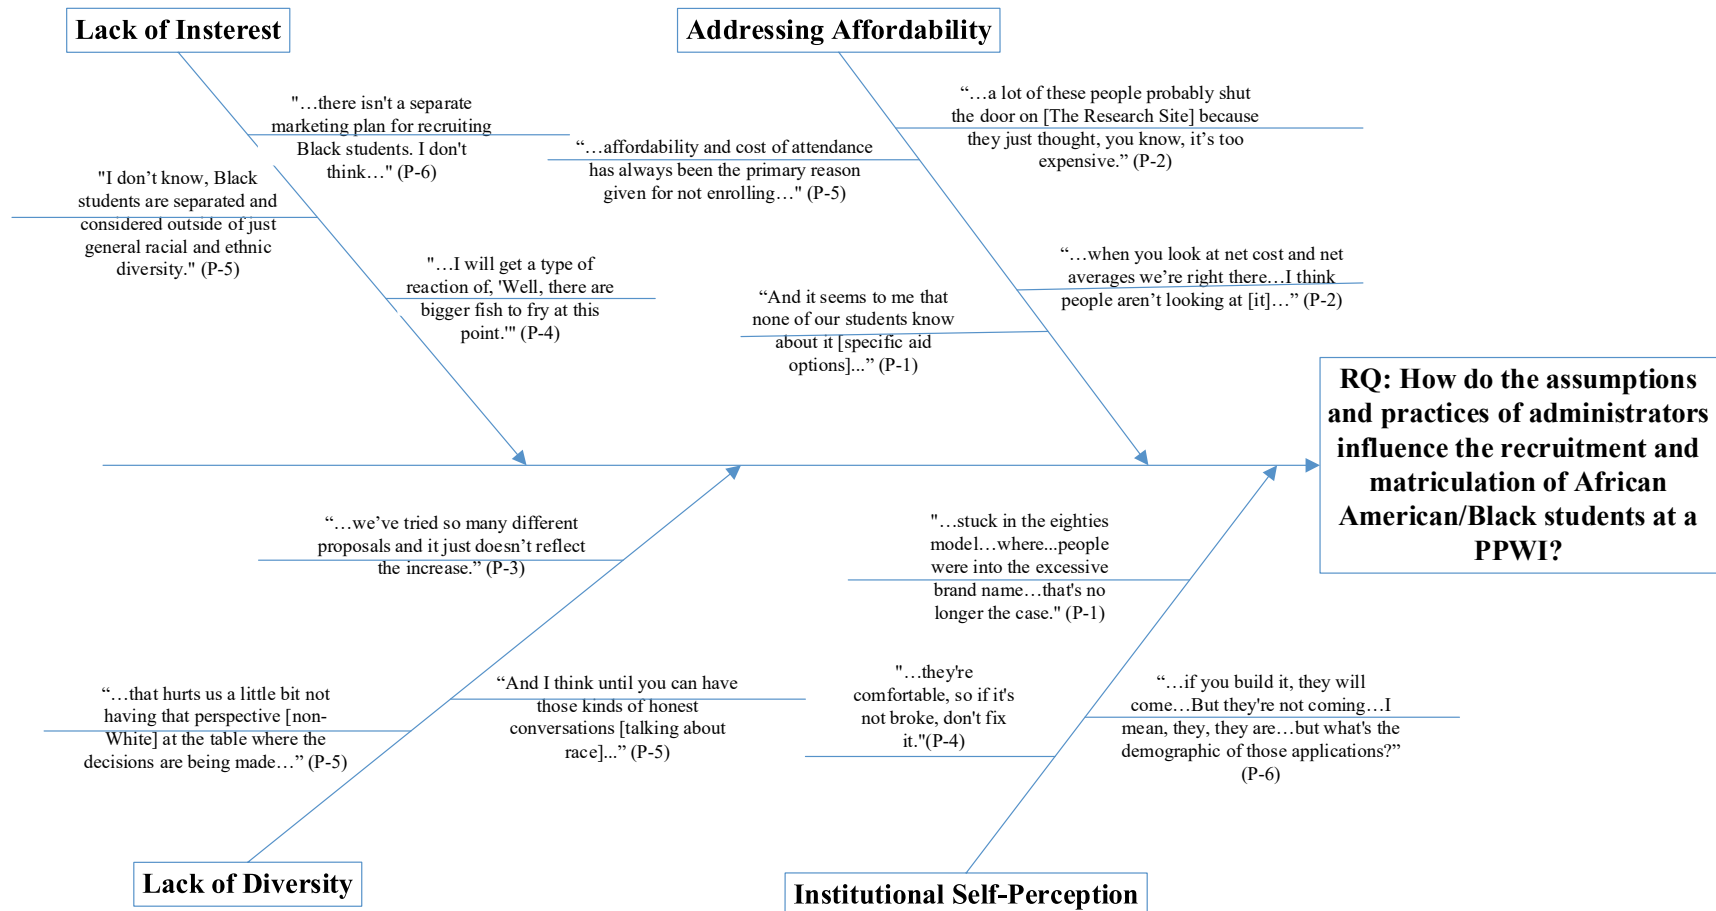 Lack of Insterest
"…there isn't a separate
marketing plan for recruiting
Black students. I don't
think…" (P-6)
"I don’t know, Black
students are separated and
considered outside of just
general racial and ethnic
diversity." (P-5)
"…I will get a type of
reaction of, 'Well, there are
bigger fish to fry at this
point.'" (P-4)
Addressing Affordability
“…a lot of these people probably shut
the door on [The Research Site] because
they just thought, you know, it’s too
expensive.” (P-2)
“…affordability and cost of attendance
has always been the primary reason
given for not enrolling…" (P-5)
“…when you look at net cost and net
averages we’re right there…I think
people aren’t looking at [it]…” (P-2)
“And it seems to me that
none of our students know
about it [specific aid
options]...” (P-1)
RQ: How do the assumptions
and practices of administrators
influence the recruitment and
matriculation of African
American/Black students at a
PPWI?
“…we’ve tried so many different
proposals and it just doesn’t reflect
the increase.” (P-3)
“…that hurts us a little bit not
having that perspective [non-
White] at the table where the
decisions are being made…” (P-5)
“And I think until you can have
those kinds of honest
conversations [talking about
race]...” (P-5)
Lack of Diversity
"…stuck in the eighties
model…where...people
were into the excessive
brand name…that's no
longer the case." (P-1)
"…they're
comfortable, so if it's
not broke, don't fix
it."(P-4)
“…if you build it, they will
come…But they're not coming…I
mean, they, they are…but what's the
demographic of those applications?”
(P-6)
Institutional Self-Perception